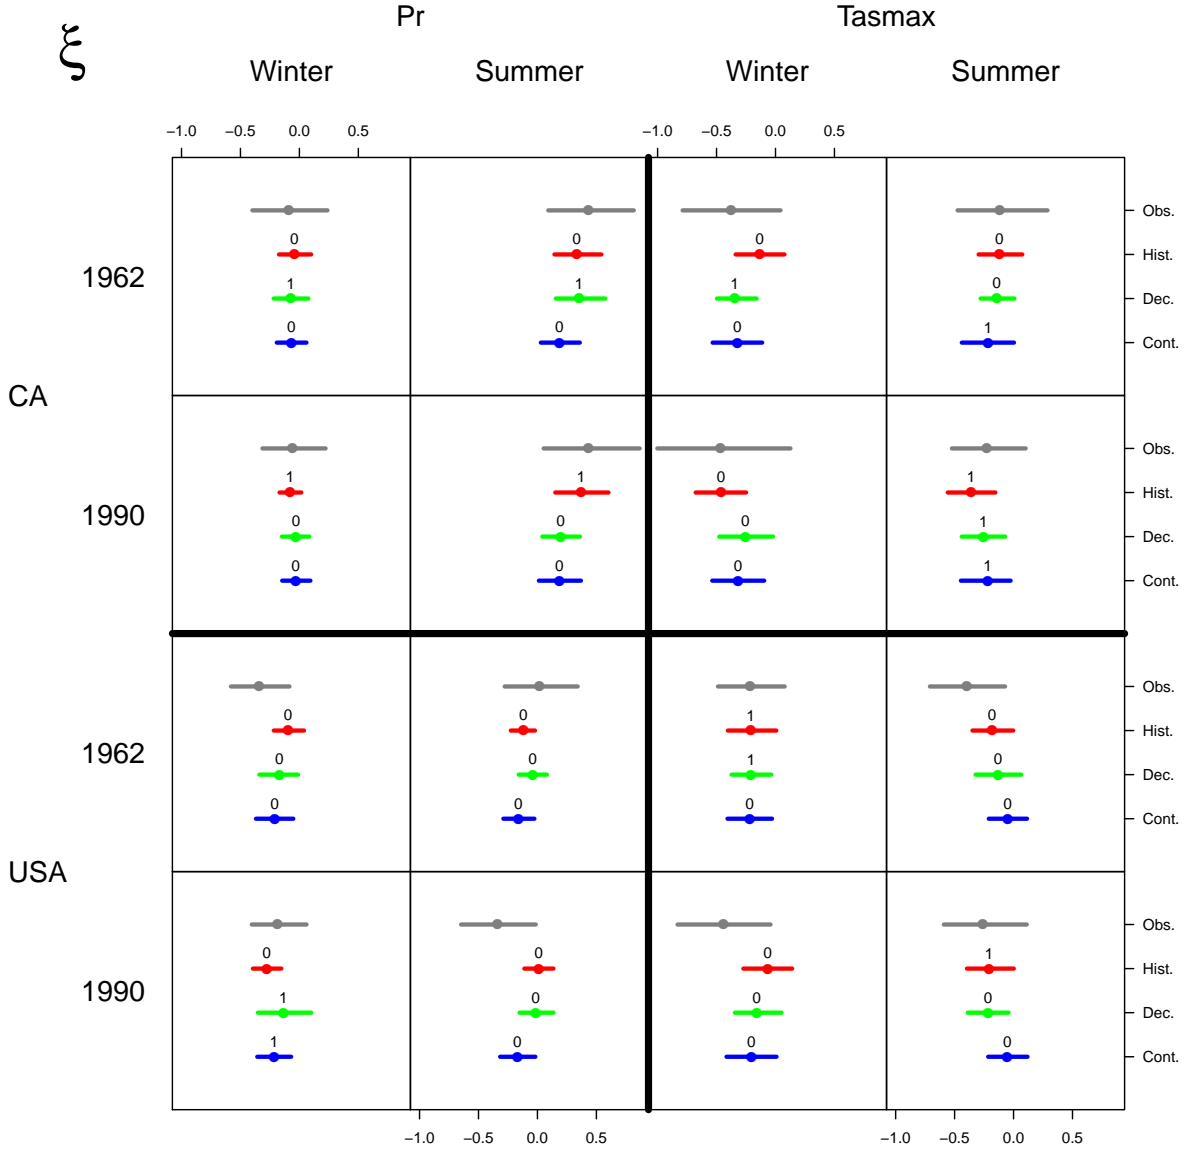 ξ
Pr Tasmax
Winter Summer Winter Summer
−1.0 −0.5 0.0 0.5 −1.0 −0.5 0.0 0.5
Obs.
0 0 0 0 Hist.
1962
1 1 1 0 Dec.
0 0 0 1 Cont.
CA
Obs.
1 1 0 1 Hist.
1990
0 0 0 1 Dec.
0 0 0 1 Cont.
Obs.
0 0 1 0 Hist.
1962
0 0 1 0 Dec.
0 0 0 0 Cont.
USA
Obs.
0 0 0 1 Hist.
1990
1 0 0 0 Dec.
1 0 0 0 Cont.
−1.0 −0.5 0.0 0.5 −1.0 −0.5 0.0 0.5